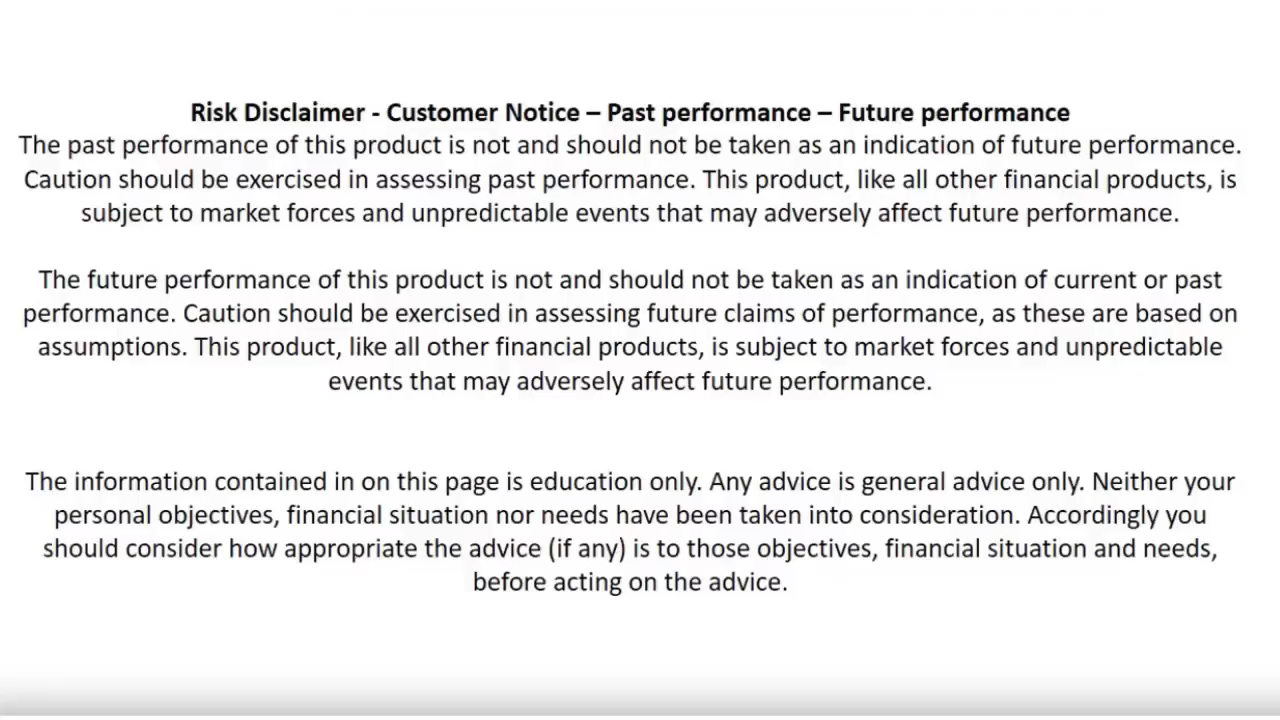 Risk Disclaimer - Customer Notice – Past performance – Future performance
The past performance of this product is not and should not be taken as an indication of future performance.
Caution should be exercised in assessing past performance. This product, like all other financial products, is
subject to market forces and unpredictable events that may adversely affect future performance.
The future performance of this product is not and should not be taken as an indication of current or past
performance. Caution should be exercised in assessing future claims of performance, as these are based on
assumptions. This product, like all other financial products, is subject to market forces and unpredictable
events that may adversely affect future performance.
The information contained in on this page is education only. Any advice is general advice only. Neither your
personal objectives, financial situation nor needs have been taken into consideration. Accordingly you
should consider how appropriate the advice (if any) is to those objectives, financial situation and needs,
before acting on the advice.